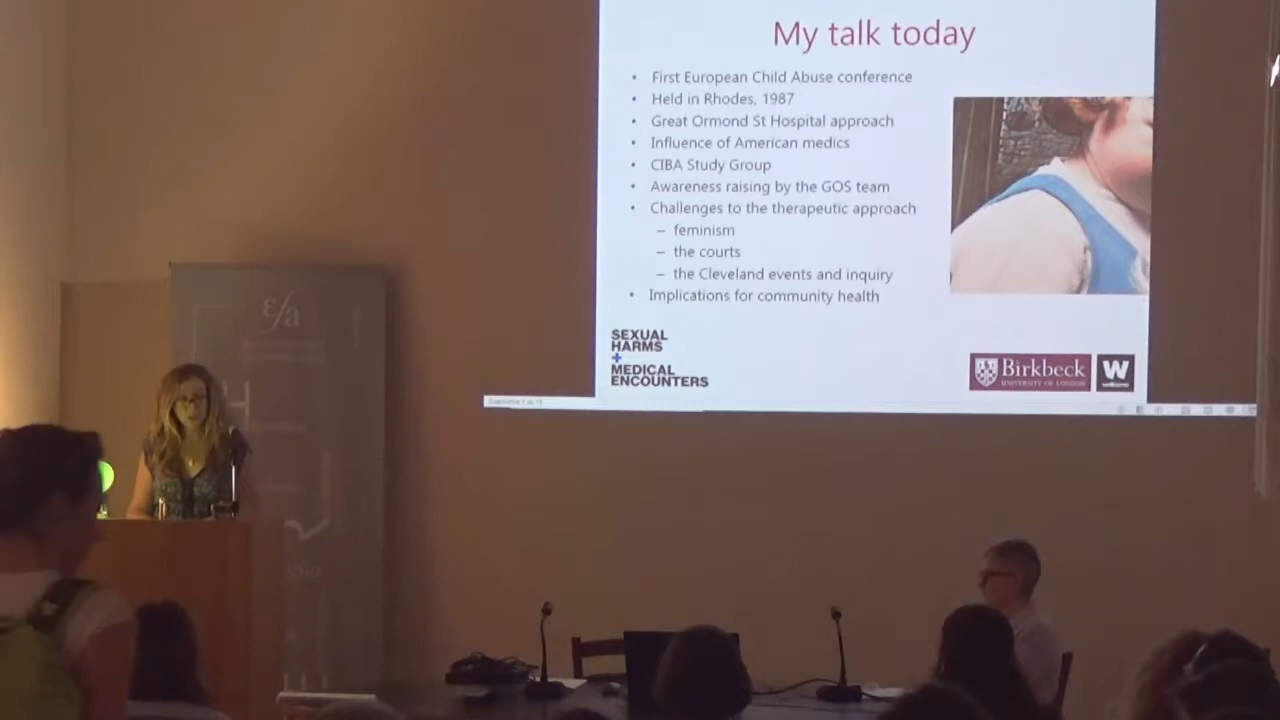 My talk today
• First European Child Abuse conference
• Held in Rhodes, 1987
• Great Ormond St Hospital approach
• Influence of American medics
• CIBA Study Group
• Awareness raising by the GOS team
• Challenges to the therapeutic approach
– feminism
– the courts
– the Cleveland events and inquiry
• Implications for community health
SEXUAL
HARMS
+
MEDICAL
ENCOUNTERS
Birkbeck
UNIVERSITY OF LONDON
W
wellcome
ε/a